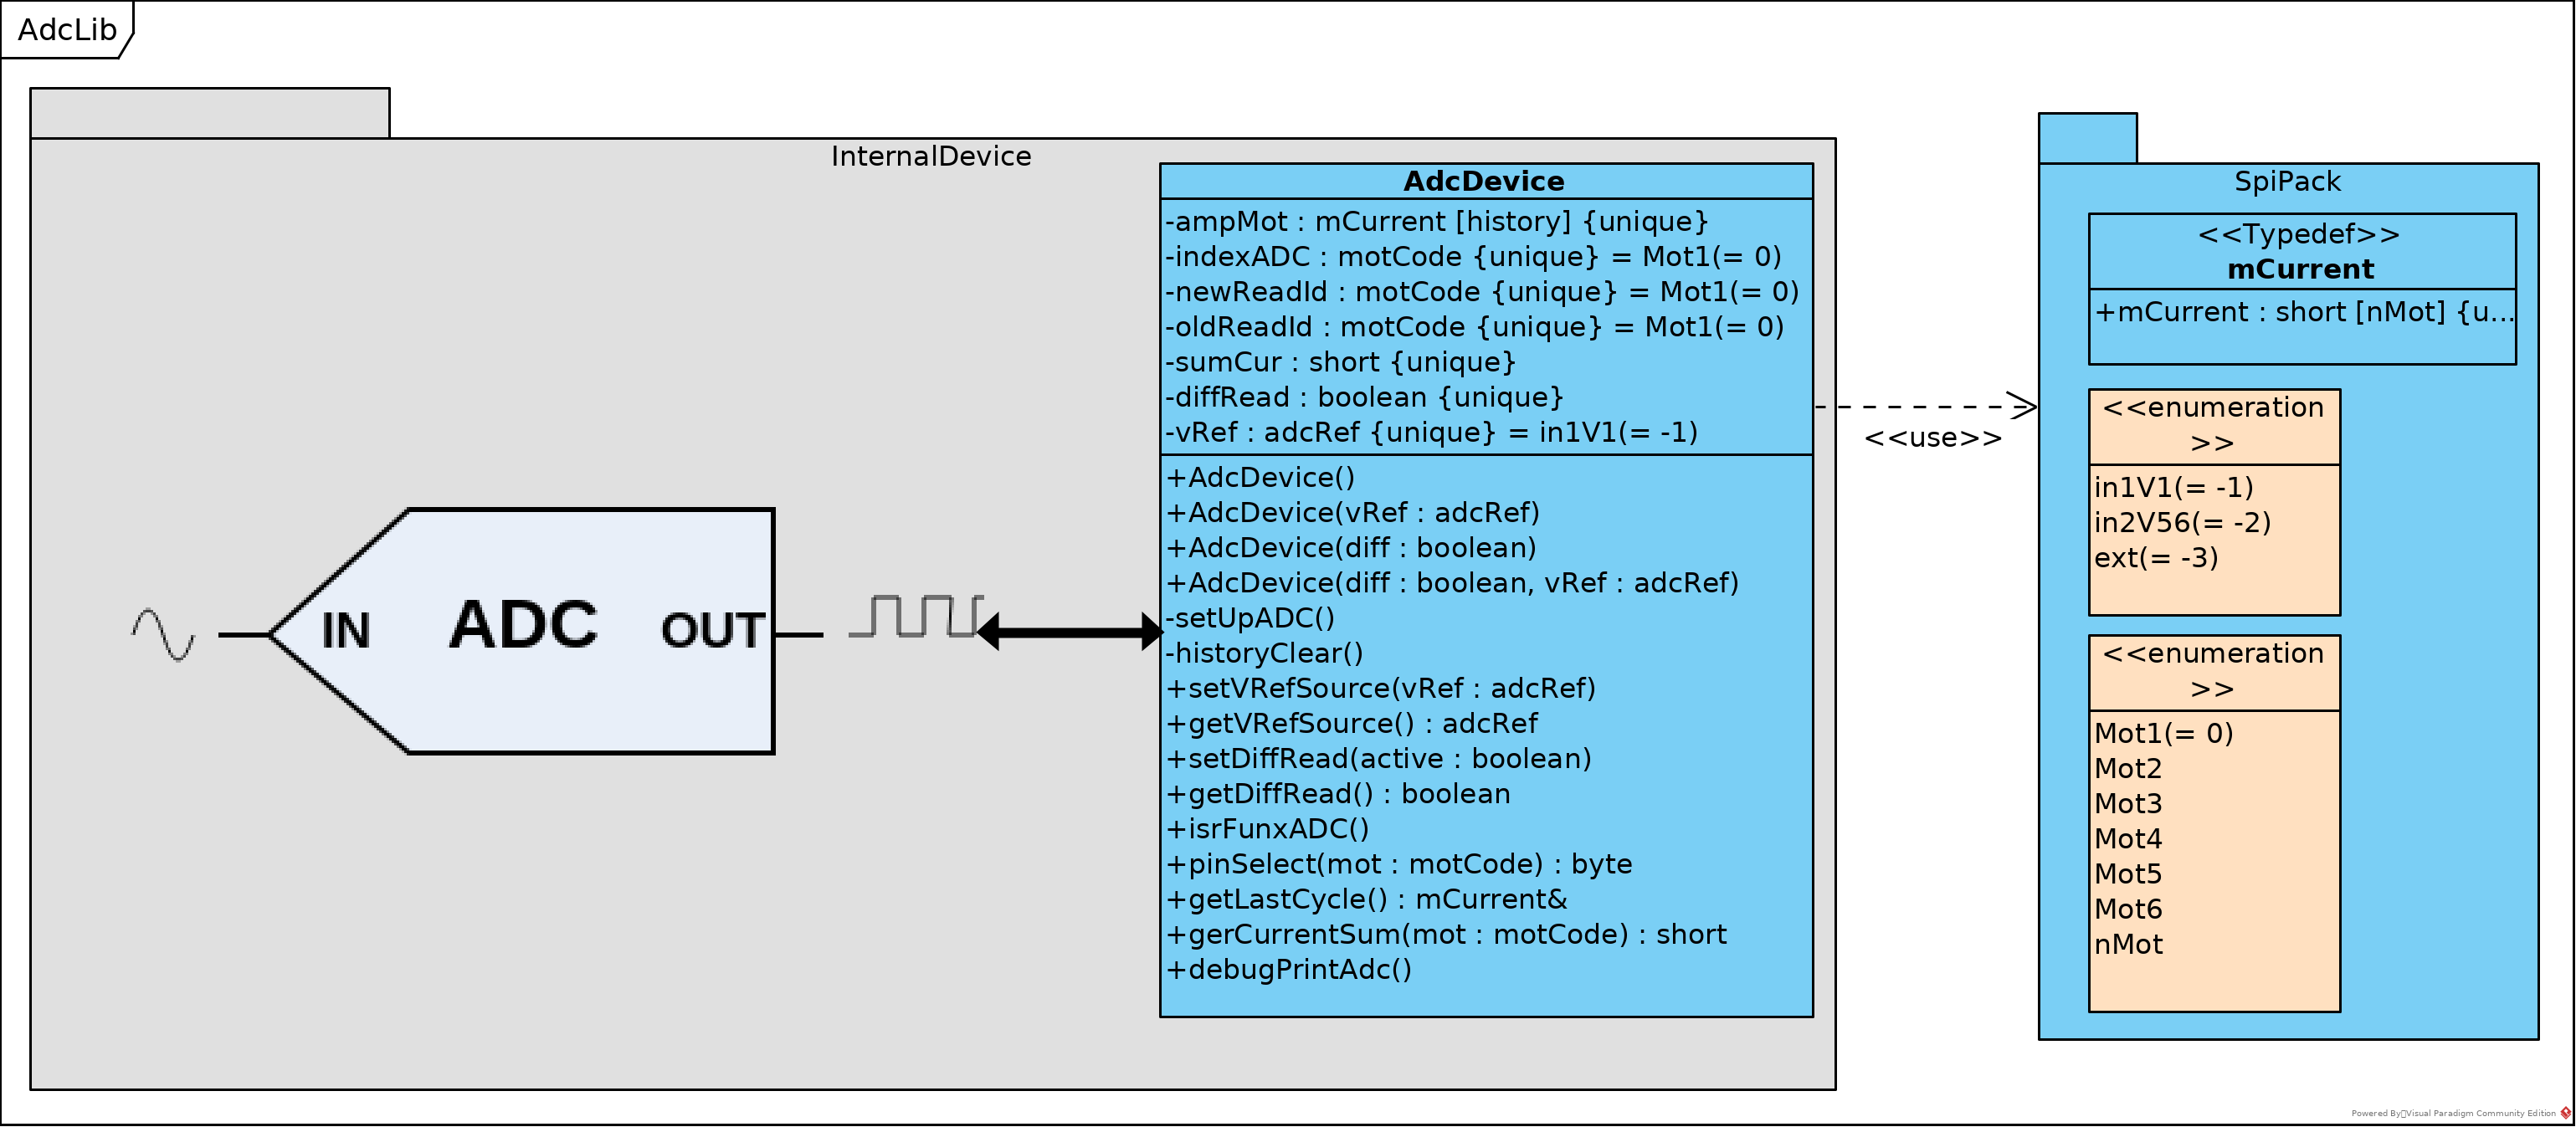 AdcLib
InternalDevice
IN ADC OUT
AdcDevice
-ampMot : mCurrent [history] {unique}
-indexADC : motCode {unique} = Mot1(= 0)
-newReadId : motCode {unique} = Mot1(= 0)
-oldReadId : motCode {unique} = Mot1(= 0)
-sumCur : short {unique}
-diffRead : boolean {unique}
-vRef : adcRef {unique} = in1V1(= -1)
+AdcDevice()
+AdcDevice(vRef : adcRef)
+AdcDevice(diff : boolean)
+AdcDevice(diff : boolean, vRef : adcRef)
-setUpADC()
-historyClear()
+setVRefSource(vRef : adcRef)
+getVRefSource() : adcRef
+setDiffRead(active : boolean)
+getDiffRead() : boolean
+isrFunxADC()
+pinSelect(mot : motCode) : byte
+getLastCycle() : mCurrent&
+gerCurrentSum(mot : motCode) : short
+debugPrintAdc()
<<use>>
SpiPack
<<Typedef>>
mCurrent
+mCurrent : short [nMot] {u...
<<enumeration
>>
in1V1(= -1)
in2V56(= -2)
ext(= -3)
<<enumeration
>>
Mot1(= 0)
Mot2
Mot3
Mot4
Mot5
Mot6
nMot
Powered By Visual Paradigm Community Edition